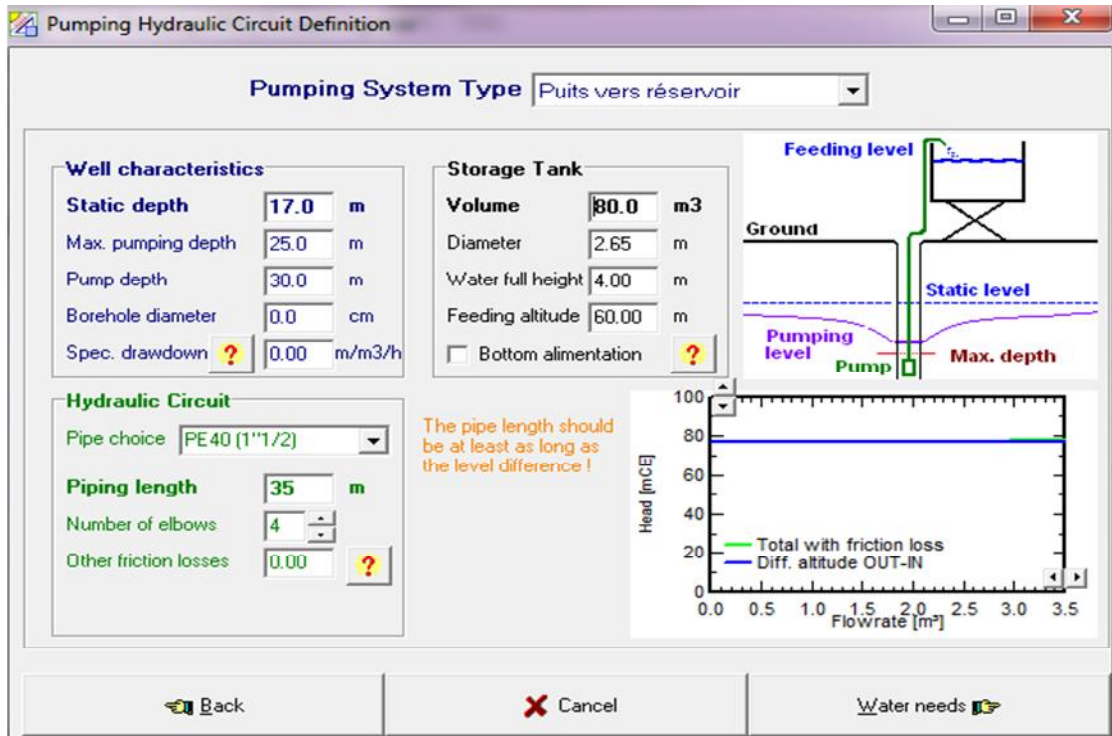 Pumping Hydraulic Circuit Definition
Pumping System Type Puits vers réservoir
Well characteristics
Static depth 17.0 m
Max. pumping depth 25.0 m
Pump depth 30.0 m
Borehole diameter 0.0 cm
Spec. drawdown ? 0.00 m/m3/h
Storage Tank
Volume 80.0 m3
Diameter 2.65 m
Water full height 4.00 m
Feeding altitude 60.00 m
Bottom alimentation ?
Feeding level
Ground
Static level
Pumping
level
Max. depth
Pump
Hydraulic Circuit
Pipe choice PE40 (1"1/2)
Piping length 35 m
Number of elbows 4
Other friction losses 0.00 ?
The pipe length should
be at least as long as
the level difference !
100
80
60
40
20
0
Head [mCE]
Total with friction loss
Diff. altitude OUT-IN
0.0 0.5 1.0 1.5 2.0 2.5 3.0 3.5
Flowrate [m³]
Back
Cancel
Water needs